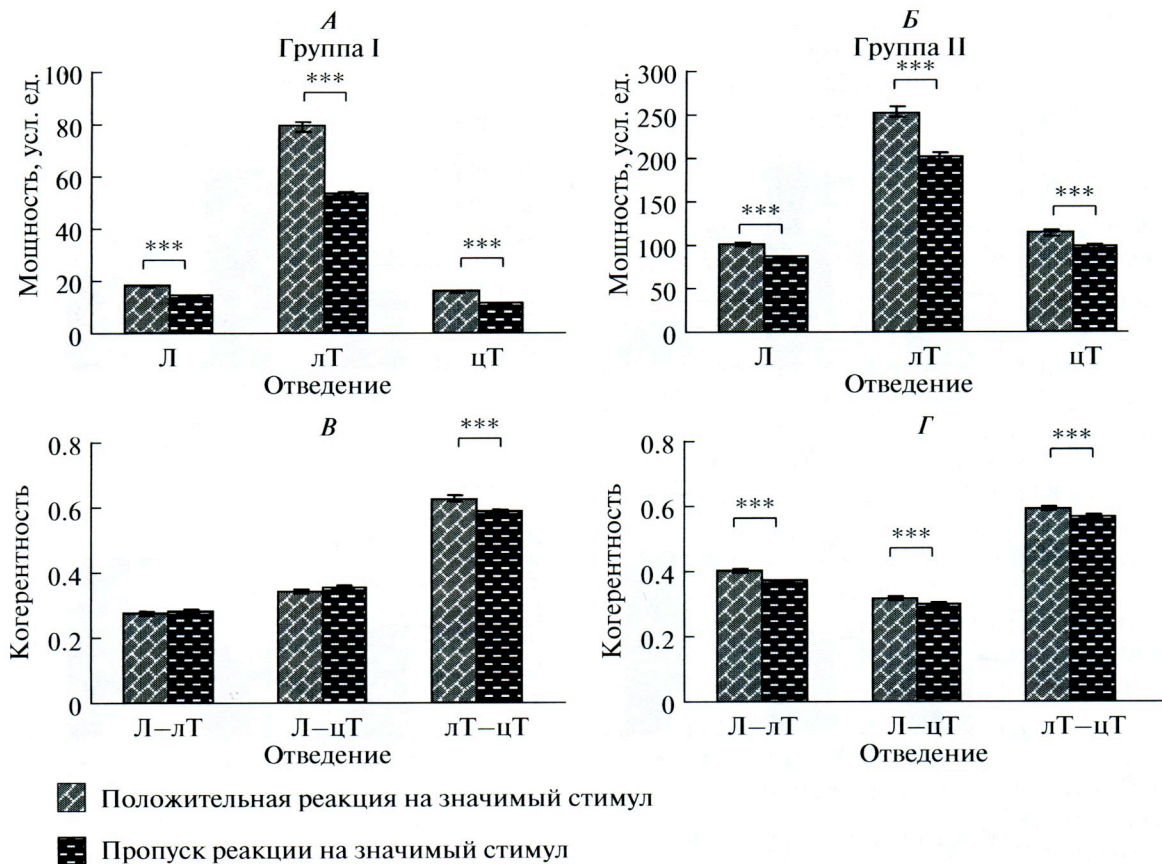 А
Группа I
Мощность, усл. ед.
100
80
60
40
20
0
***
***
***
Л
лТ
цТ
Отведение
Б
Группа II
Мощность, усл. ед.
300
250
200
150
100
50
0
***
***
***
Л
лТ
цТ
Отведение
В
Когерентность
0.8
0.6
0.4
0.2
0
***
Л–лТ
Л–цТ
лТ–цТ
Отведение
Г
Когерентность
0.8
0.6
0.4
0.2
0
***
***
***
Л–лТ
Л–цТ
лТ–цТ
Отведение
Положительная реакция на значимый стимул
Пропуск реакции на значимый стимул